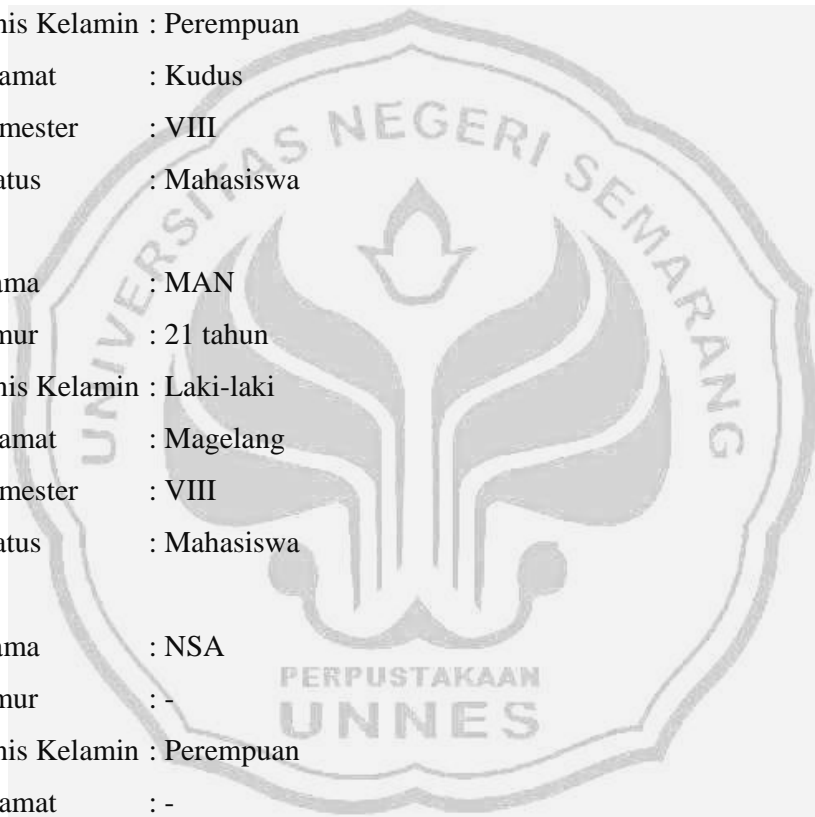 nis Kelamin : Perempuan
amat : Kudus
mester : VIII
atus : Mahasiswa
ama : MAN
mur : 21 tahun
nis Kelamin : Laki-laki
amat : Magelang
mester : VIII
atus : Mahasiswa
ama : NSA
mur : -
nis Kelamin : Perempuan
amat : -
UNIVERSITAS NEGERI SEMARANG
PERPUSTAKAAN
UNNES